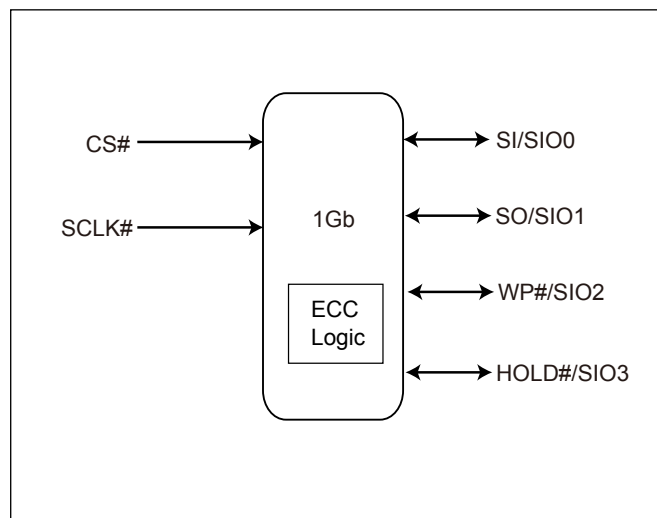 CS#
SCLK#
1Gb
ECC
Logic
SI/SIO0
SO/SIO1
WP#/SIO2
HOLD#/SIO3